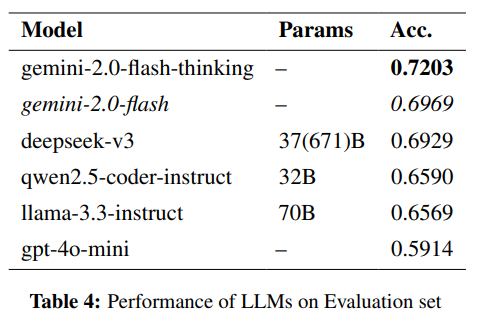 Model Params Acc.
gemini-2.0-flash-thinking – 0.7203
gemini-2.0-flash – 0.6969
deepseek-v3 37(671)B 0.6929
qwen2.5-coder-instruct 32B 0.6590
llama-3.3-instruct 70B 0.6569
gpt-4o-mini – 0.5914
Table 4: Performance of LLMs on Evaluation set